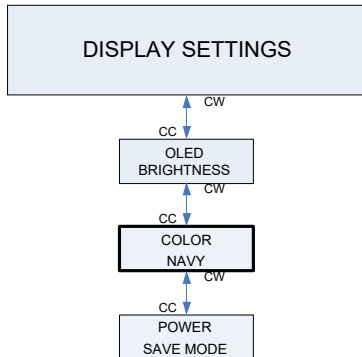 DISPLAY SETTINGS
CW
CC
OLED
BRIGHTNESS
CW
CC
COLOR
NAVY
CW
CC
POWER
SAVE MODE